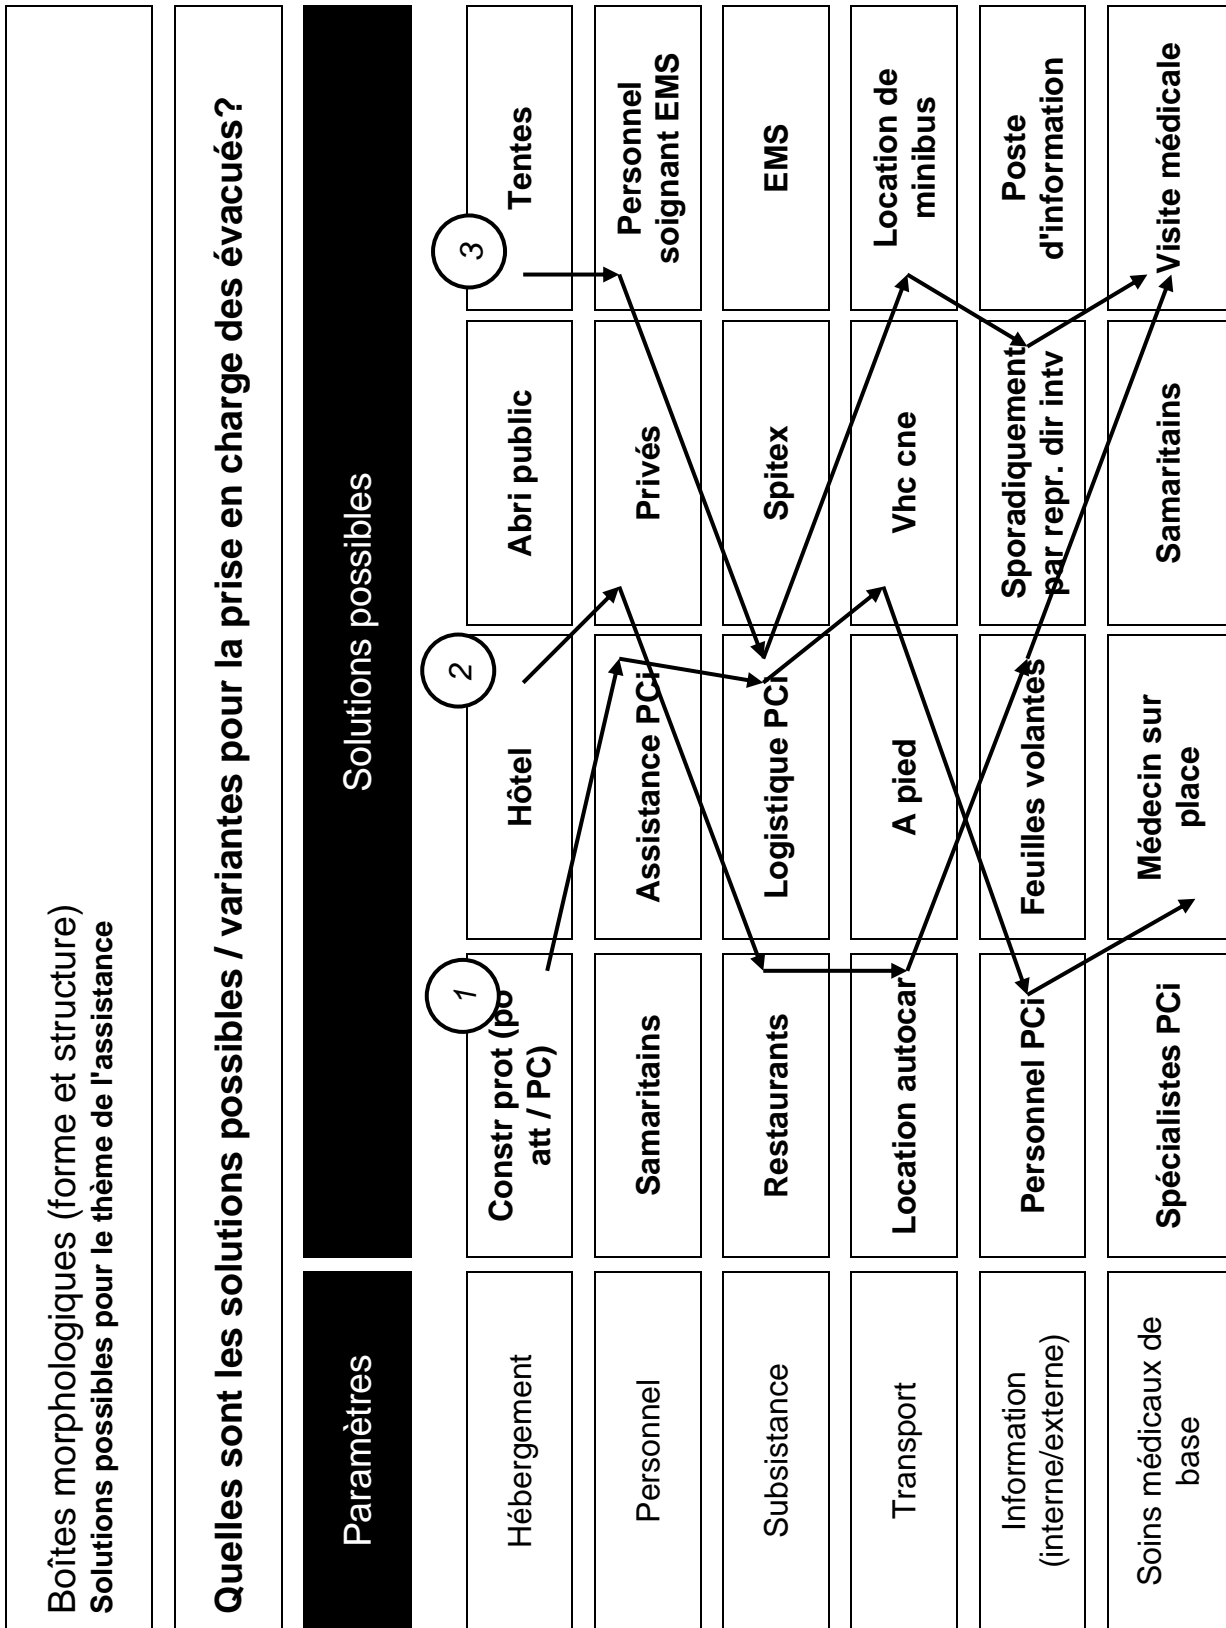 Boîtes morphologiques (forme et structure)
Solutions possibles pour le thème de l'assistance
Quelles sont les solutions possibles / variantes pour la prise en charge des évacués?
Paramètres
Solutions possibles
1
2
3
Hébergement
Constr prot (po
att / PC)
Hôtel
Abri public
Tentes
Personnel
Samaritains
Assistance PCi
Privés
Personnel
soignant EMS
Subsistance
Restaurants
Logistique PCi
Spitex
EMS
Transport
Location autocar
A pied
Vhc cne
Location de
minibus
Information
(interne/externe)
Personnel PCi
Feuilles volantes
Sporadiquement
par repr. dir intv
Poste
d'information
Soins médicaux de
base
Spécialistes PCi
Médecin sur
place
Samaritains
Visite médicale